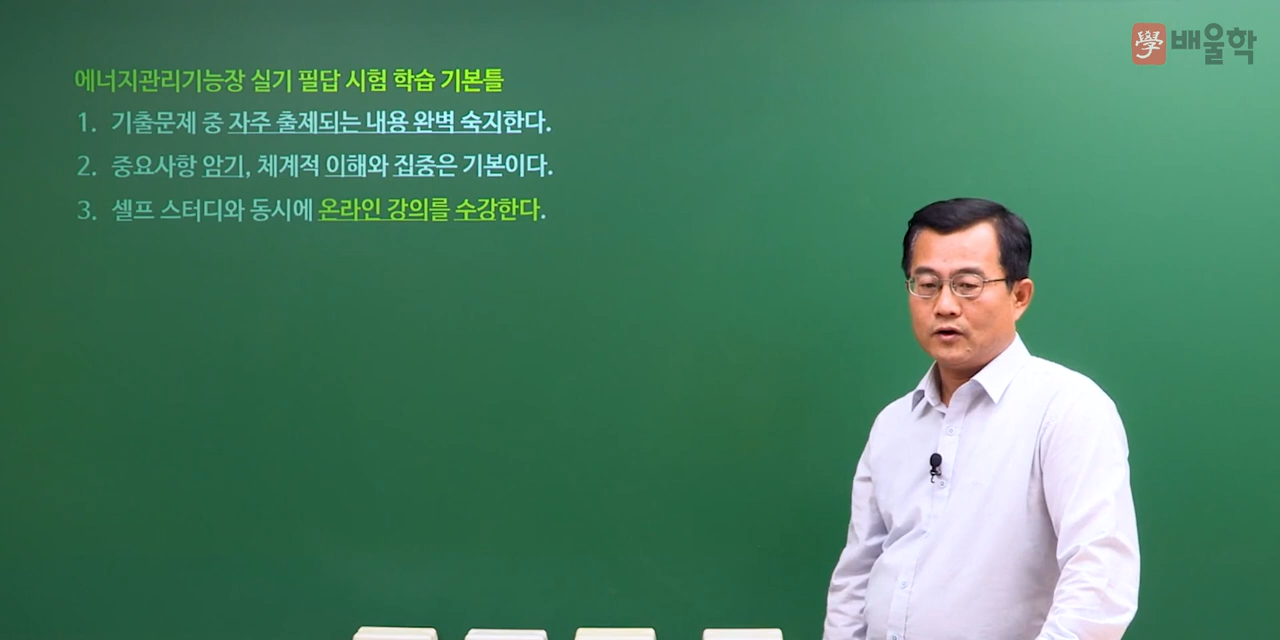 學 배울학
에너지관리기능장 실기 필답 시험 학습 기본틀
1. 기출문제 중 자주 출제되는 내용 완벽 숙지한다.
2. 중요사항 암기, 체계적 이해와 집중은 기본이다.
3. 셀프 스터디와 동시에 온라인 강의를 수강한다.